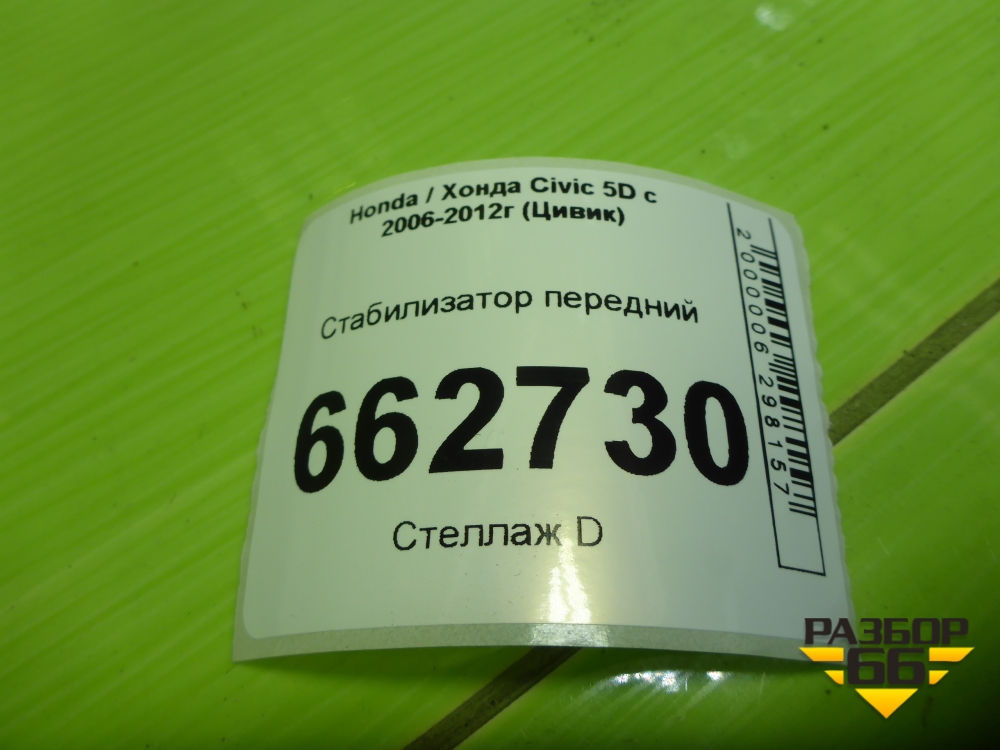 Honda / Хонда Civic 5D с
2006-2012г (Цивик)
Стабилизатор передний
662730
Стеллаж D
2000006298157
РАЗБОР
66